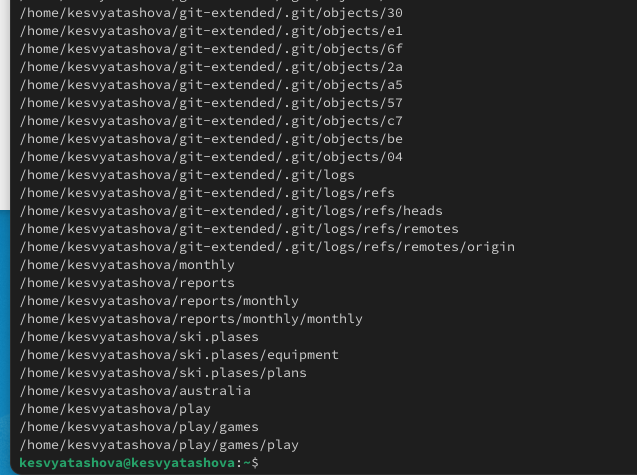 /home/kesvyatashova/git-extended/.git/objects/30
/home/kesvyatashova/git-extended/.git/objects/e1
/home/kesvyatashova/git-extended/.git/objects/6f
/home/kesvyatashova/git-extended/.git/objects/2a
/home/kesvyatashova/git-extended/.git/objects/a5
/home/kesvyatashova/git-extended/.git/objects/57
/home/kesvyatashova/git-extended/.git/objects/c7
/home/kesvyatashova/git-extended/.git/objects/be
/home/kesvyatashova/git-extended/.git/objects/04
/home/kesvyatashova/git-extended/.git/logs
/home/kesvyatashova/git-extended/.git/logs/refs
/home/kesvyatashova/git-extended/.git/logs/refs/heads
/home/kesvyatashova/git-extended/.git/logs/refs/remotes
/home/kesvyatashova/git-extended/.git/logs/refs/remotes/origin
/home/kesvyatashova/monthly
/home/kesvyatashova/reports
/home/kesvyatashova/reports/monthly
/home/kesvyatashova/reports/monthly/monthly
/home/kesvyatashova/ski.plases
/home/kesvyatashova/ski.plases/equipment
/home/kesvyatashova/ski.plases/plans
/home/kesvyatashova/australia
/home/kesvyatashova/play
/home/kesvyatashova/play/games
/home/kesvyatashova/play/games/play
kesvyatashova@kesvyatashova:~$